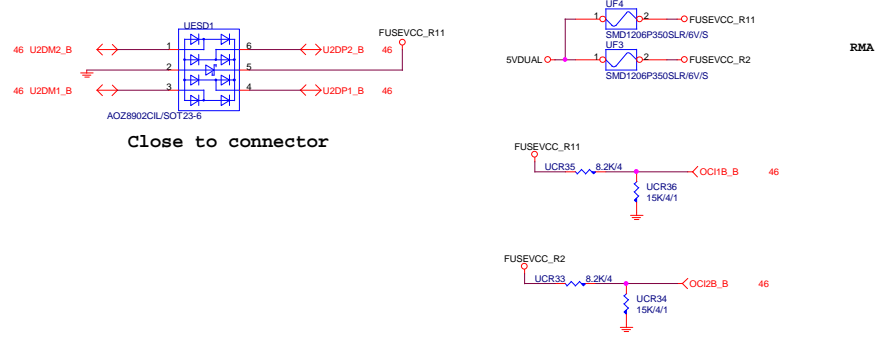 UESD1
46 U2DM2_B 1 6 U2DP2_B 46
FUSEVCC_R11
2 5
46 U2DM1_B 3 4 U2DP1_B 46
AOZ8902CIL/SOT23-6
Close to connector
UF4
1 2 FUSEVCC_R11
SMD1206P350SLR/6V/S
UF3
5VDUAL 1 2 FUSEVCC_R2
SMD1206P350SLR/6V/S
RMA
FUSEVCC_R11
UCR35 8.2K/4 OCI1B_B 46
UCR36
15K/4/1
FUSEVCC_R2
UCR33 8.2K/4 OCI2B_B 46
UCR34
15K/4/1